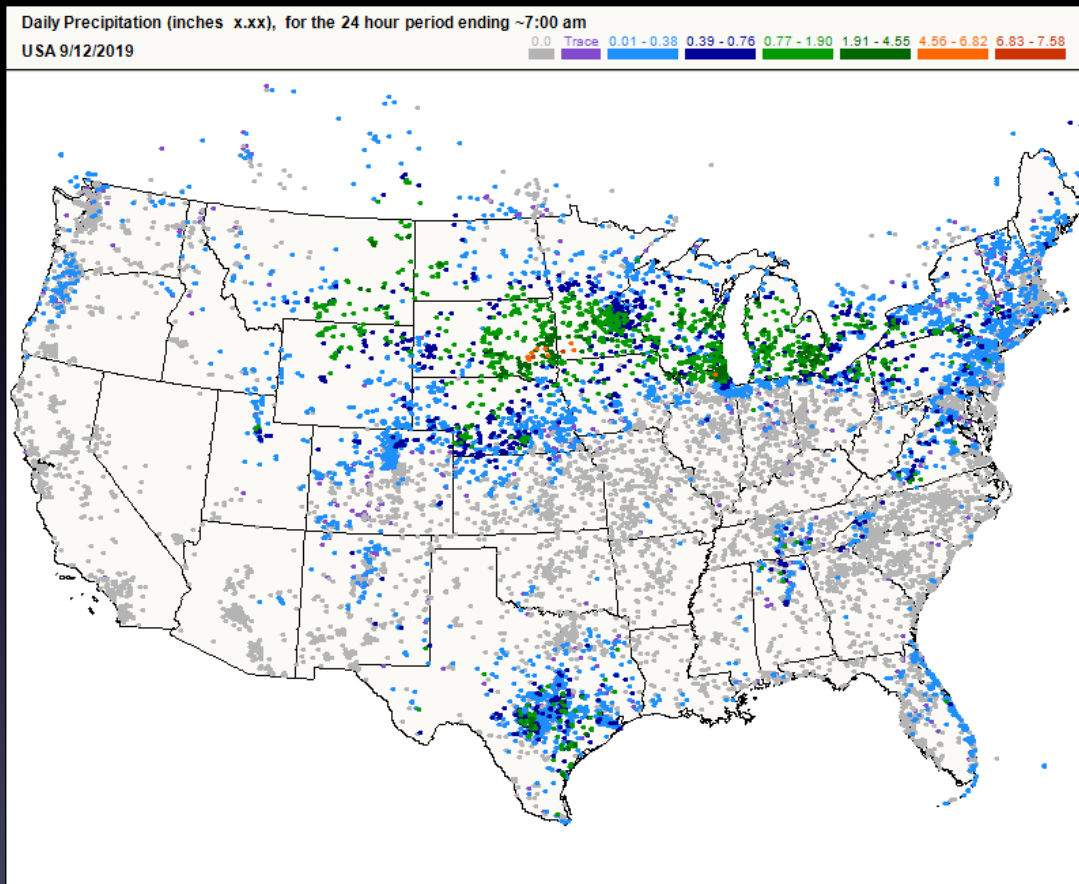 Daily Precipitation (inches x.xx), for the 24 hour period ending ~7:00 am
USA 9/12/2019
0.0 Trace 0.01 - 0.38 0.39 - 0.76 0.77 - 1.90 1.91 - 4.55 4.56 - 6.82 6.83 - 7.58